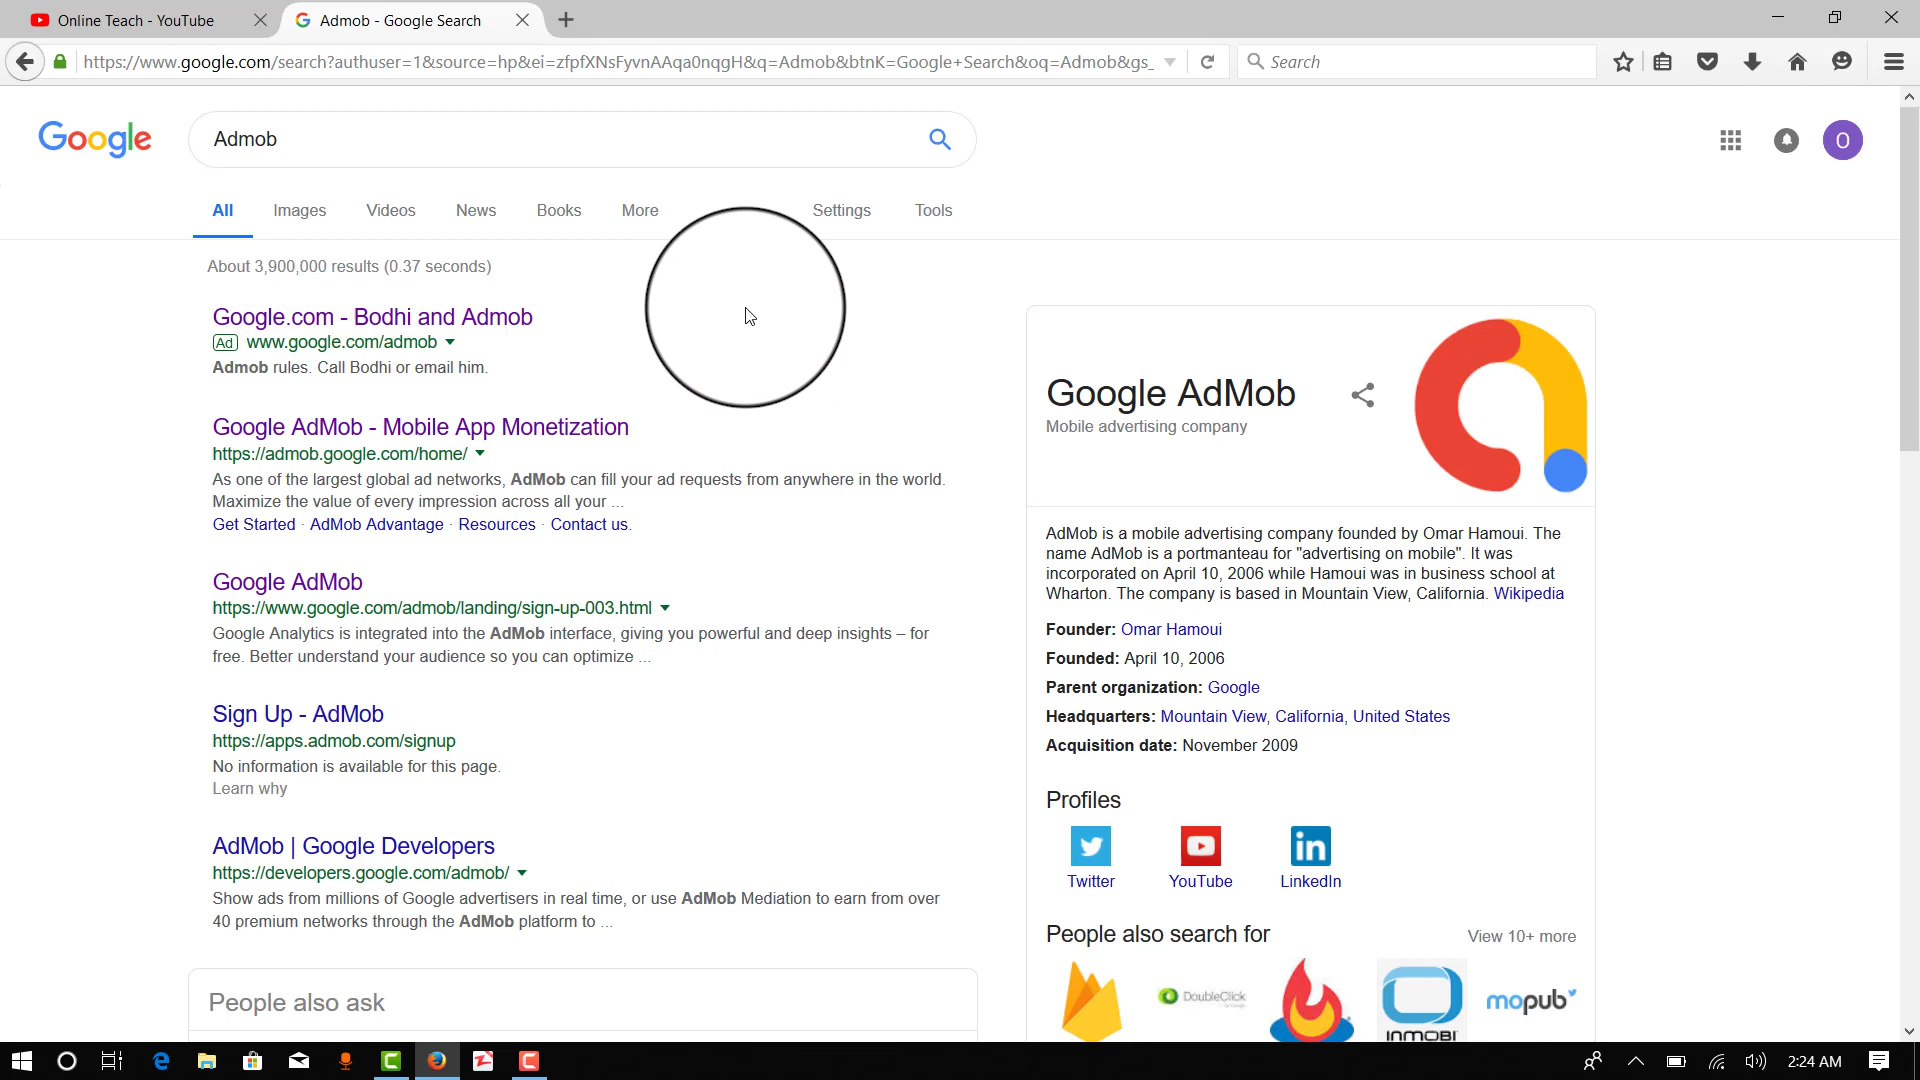 Online Teach - YouTube
Admob - Google Search
https://www.google.com/search?authuser=1&source=hp&ei=zfpfXNsFyvnAAqa0nqgH&q=Admob&btnK=Google+Search&oq=Admob&gs_
Search
Google
Admob
O
All Images Videos News Books More Settings Tools
About 3,900,000 results (0.37 seconds)
Google.com - Bodhi and Admob
Ad www.google.com/admob
Admob rules. Call Bodhi or email him.
Google AdMob - Mobile App Monetization
https://admob.google.com/home/
As one of the largest global ad networks, AdMob can fill your ad requests from anywhere in the world.
Maximize the value of every impression across all your ...
Get Started · AdMob Advantage · Resources · Contact us.
Google AdMob
https://www.google.com/admob/landing/sign-up-003.html
Google Analytics is integrated into the AdMob interface, giving you powerful and deep insights – for
free. Better understand your audience so you can optimize ...
Sign Up - AdMob
https://apps.admob.com/signup
No information is available for this page.
Learn why
AdMob | Google Developers
https://developers.google.com/admob/
Show ads from millions of Google advertisers in real time, or use AdMob Mediation to earn from over
40 premium networks through the AdMob platform to ...
People also ask
Google AdMob
Mobile advertising company
AdMob is a mobile advertising company founded by Omar Hamoui. The
name AdMob is a portmanteau for "advertising on mobile". It was
incorporated on April 10, 2006 while Hamoui was in business school at
Wharton. The company is based in Mountain View, California. Wikipedia
Founder: Omar Hamoui
Founded: April 10, 2006
Parent organization: Google
Headquarters: Mountain View, California, United States
Acquisition date: November 2009
Profiles
in
Twitter YouTube LinkedIn
People also search for
View 10+ more
DoubleClick
INMOBI
mopub
2:24 AM